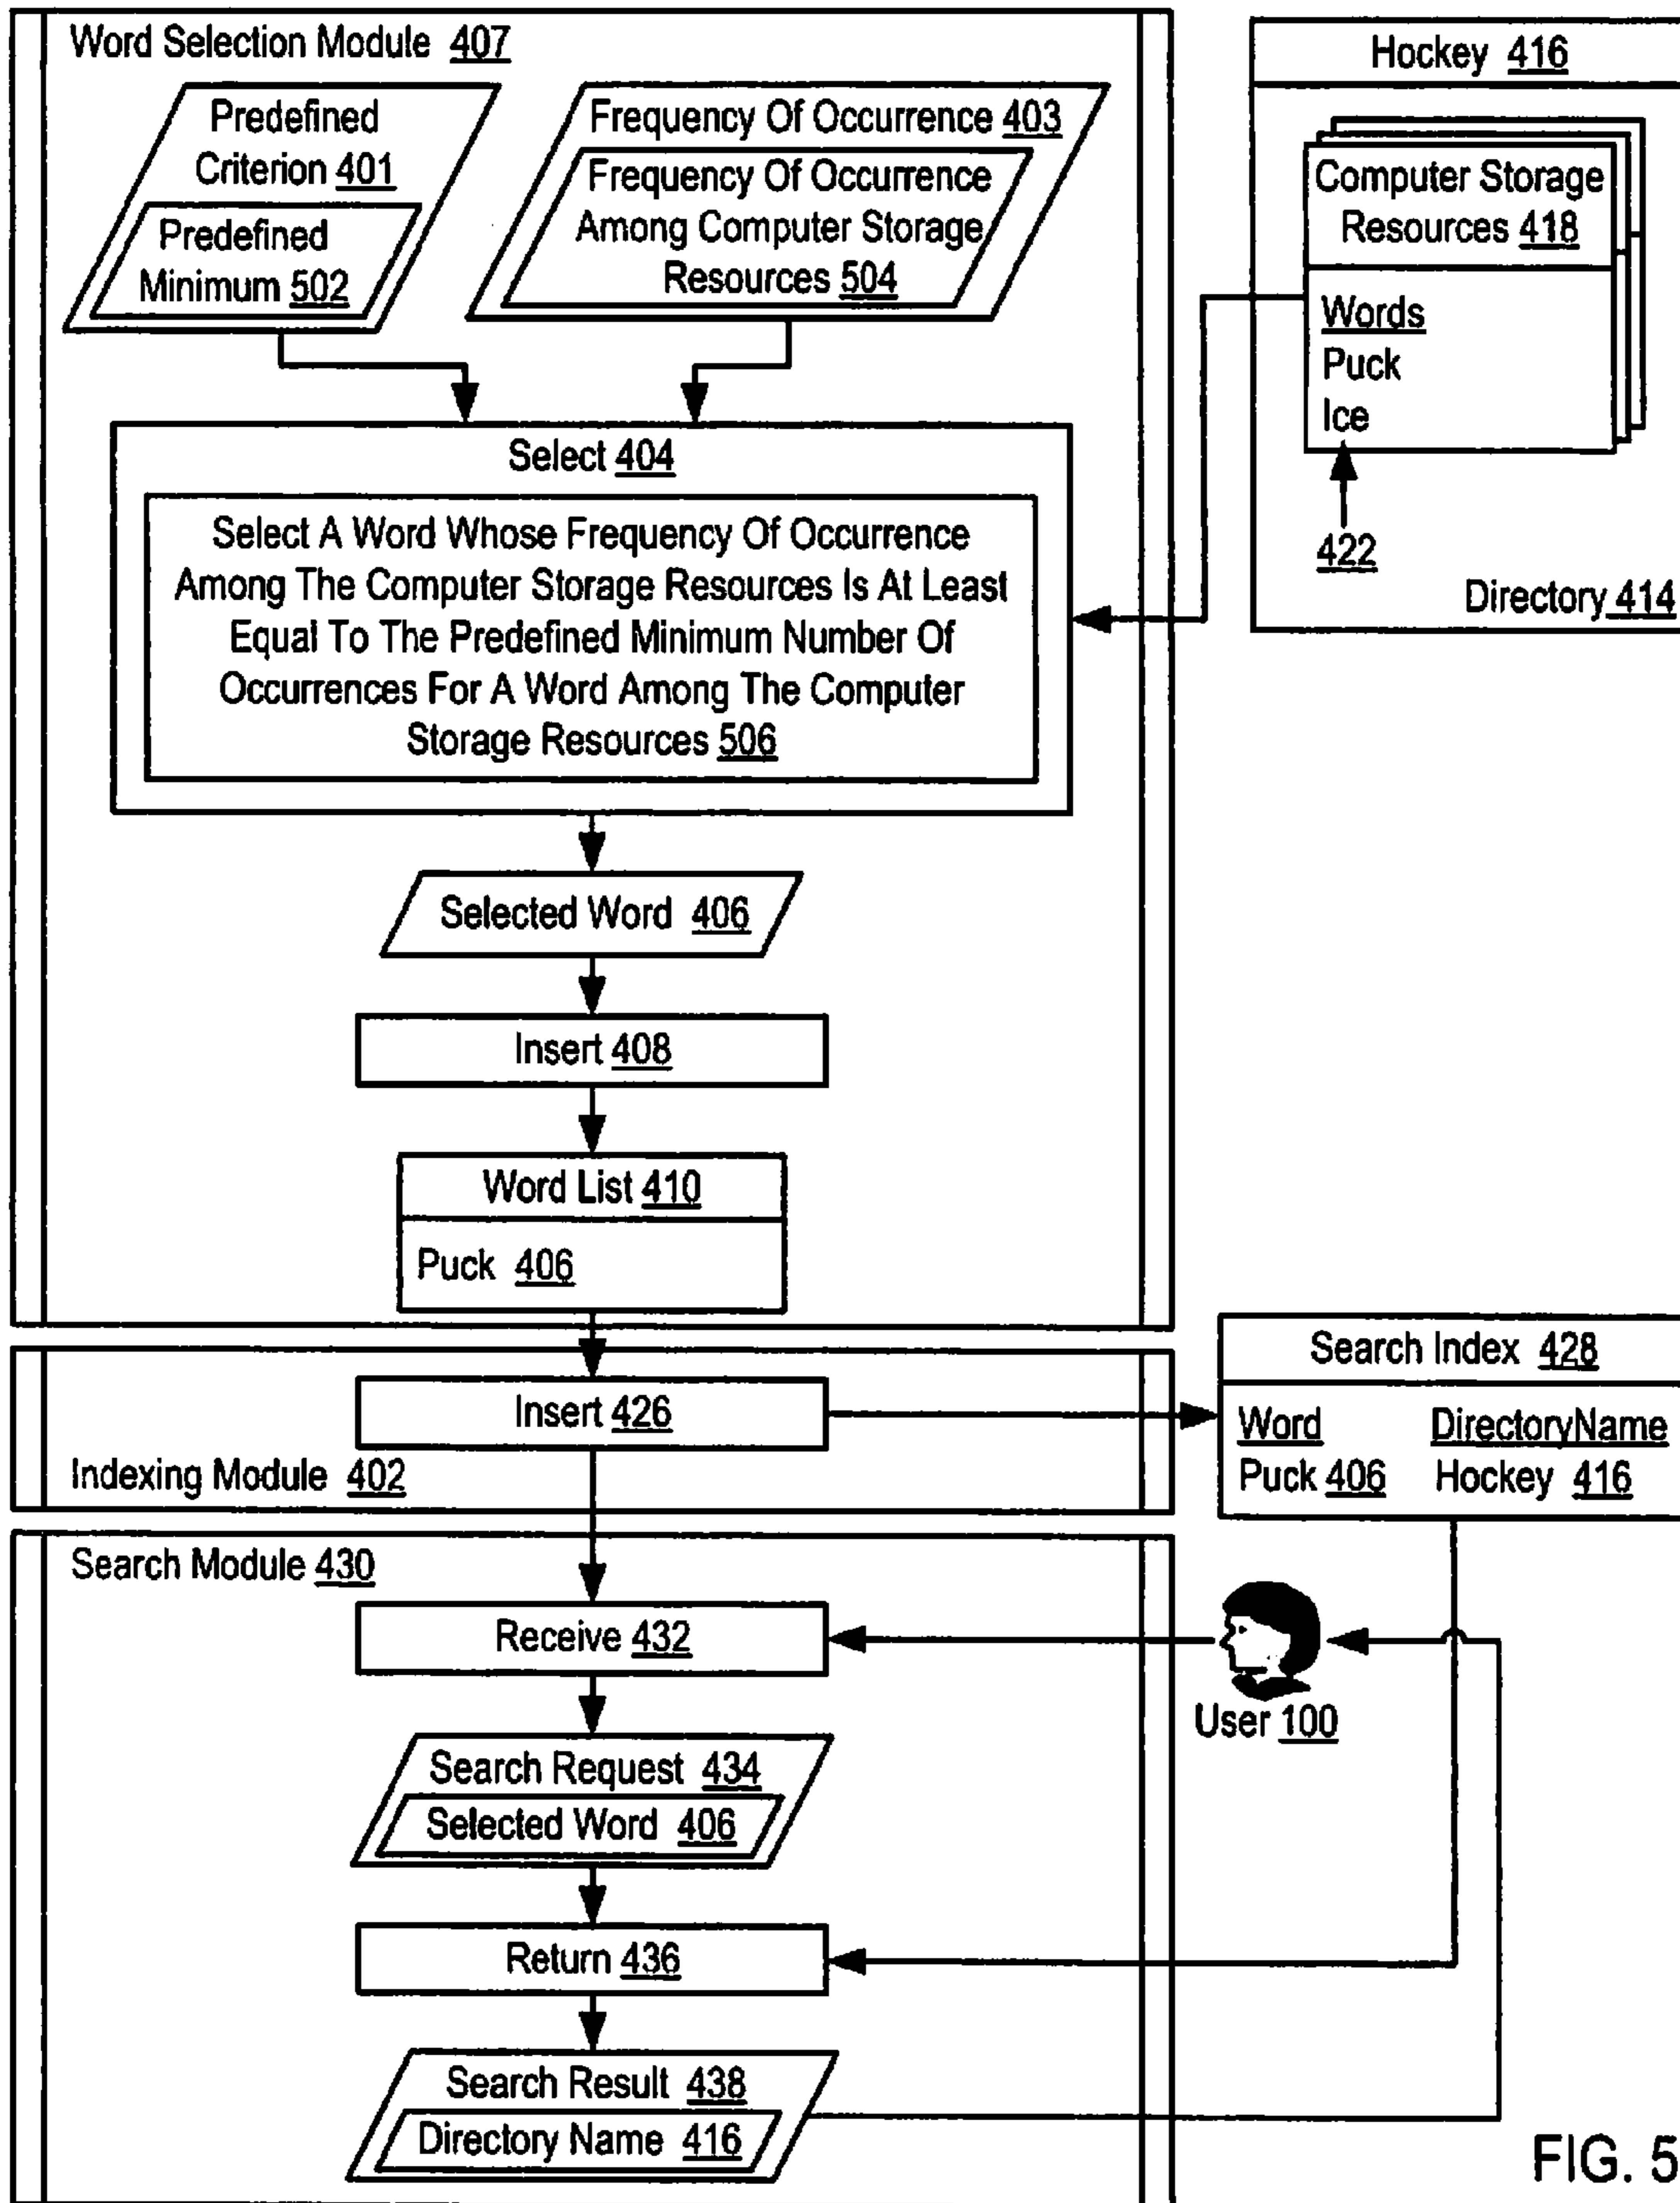 Word Selection Module 407
Predefined
Criterion 401
Predefined
Minimum 502
Frequency Of Occurrence 403
Frequency Of Occurrence
Among Computer Storage
Resources 504
Hockey 416
Computer Storage
Resources 418
Words
Puck
Ice
422
Directory 414
Select 404
Select A Word Whose Frequency Of Occurrence
Among The Computer Storage Resources Is At Least
Equal To The Predefined Minimum Number Of
Occurrences For A Word Among The Computer
Storage Resources 506
Selected Word 406
Insert 408
Word List 410
Puck 406
Insert 426
Indexing Module 402
Search Index 428
Word DirectoryName
Puck 406 Hockey 416
Search Module 430
Receive 432
User 100
Search Request 434
Selected Word 406
Return 436
Search Result 438
Directory Name 416
FIG. 5